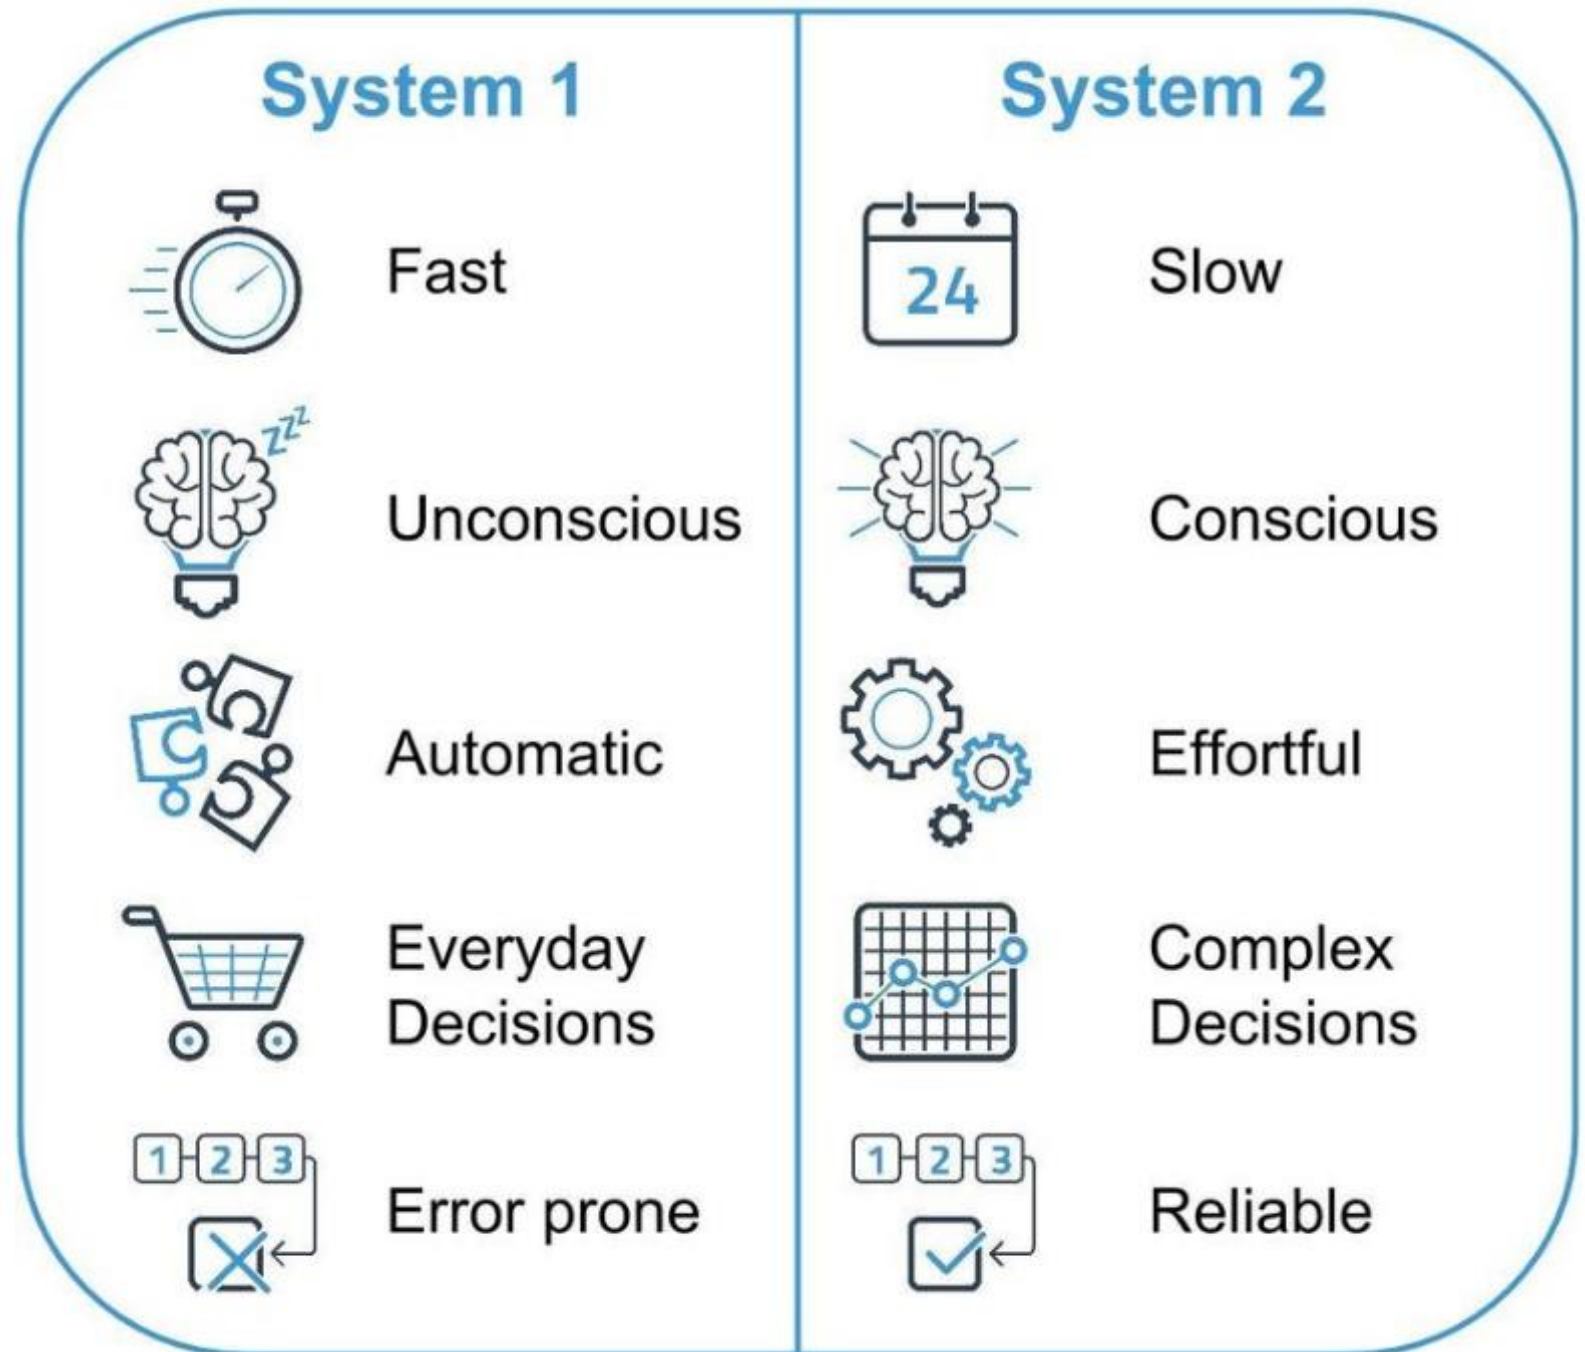 System 1
Fast
zzz
Unconscious
Automatic
Everyday
Decisions
1 2 3
Error prone
System 2
24
Slow
Conscious
Effortful
Complex
Decisions
1 2 3
Reliable